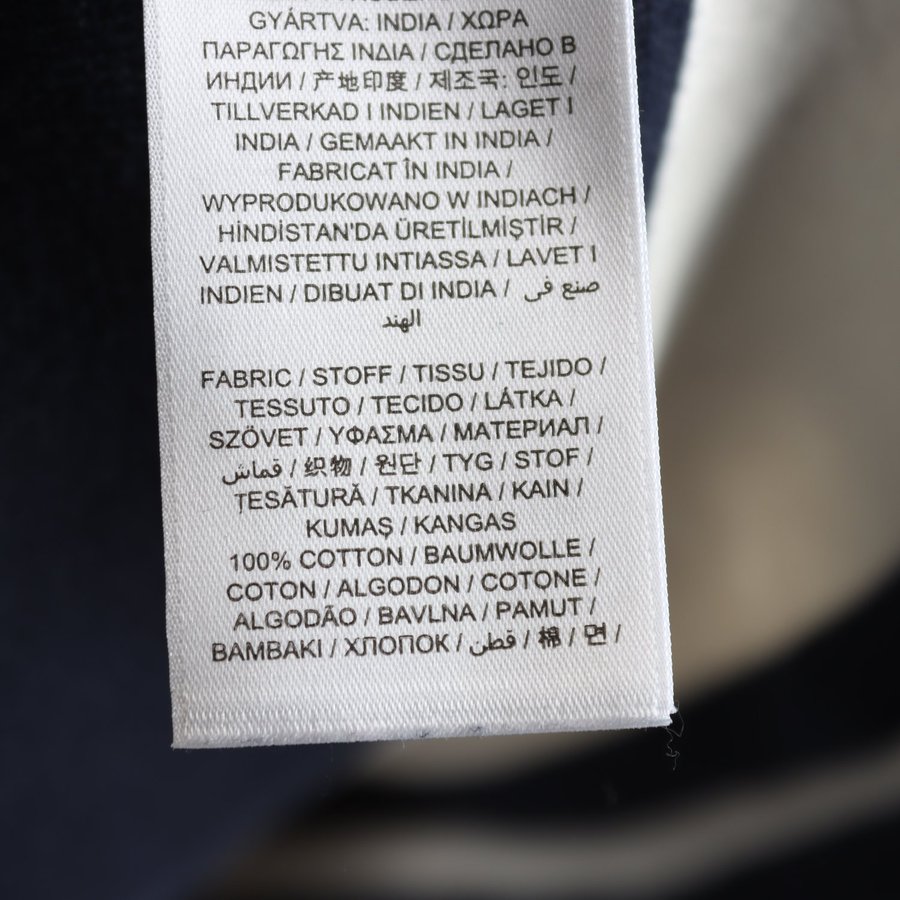 GYÁRTVA: INDIA / ΧΩΡΑ
ΠΑΡΑΓΩΓΗΣ ΙΝΔΙΑ / СДЕЛАНО В
ИНДИИ / 产地印度 / 제조국: 인도 /
TILLVERKAD I INDIEN / LAGET I
INDIA / GEMAAKT IN INDIA /
FABRICAT ÎN INDIA /
WYPRODUKOWANO W INDIACH /
HİNDİSTAN'DA ÜRETİLMİŞTİR /
VALMISTETTU INTIASSA / LAVET I
INDIEN / DIBUAT DI INDIA / صنع في
الهند
FABRIC / STOFF / TISSU / TEJIDO /
TESSUTO / TECIDO / LÁTKA /
SZÖVET / ΥΦΑΣΜΑ / МАТЕРИАЛ /
قماش / 织物 / 원단 / TYG / STOF /
ȚESĂTURĂ / TKANINA / KAIN /
KUMAŞ / KANGAS
100% COTTON / BAUMWOLLE /
COTON / ALGODON / COTONE /
ALGODÃO / BAVLNA / PAMUT /
ΒΑΜΒΑΚΙ / ХЛОПОК / قطن / 棉 / 면 /